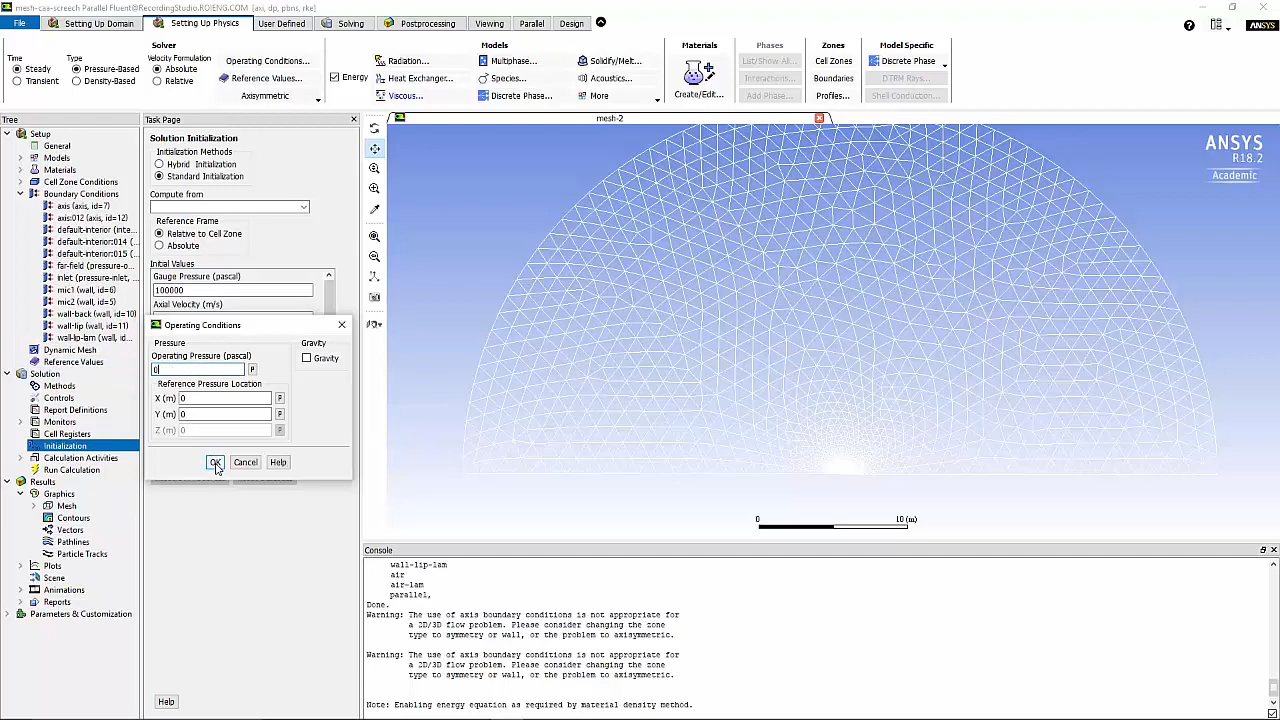 mesh-caa-screech Parallel Fluent@RecordingStudio.ROIENG.COM [axi, dp, pbns, rke]
File
Setting Up Domain
Setting Up Physics
User Defined
Solving
Postprocessing
Viewing
Parallel
Design
ANSYS
Solver
Time
Steady
Transient
Type
Pressure-Based
Density-Based
Velocity Formulation
Absolute
Relative
Operating Conditions...
Reference Values...
Axisymmetric
Energy
Models
Radiation...
Heat Exchanger...
Viscous...
Multiphase...
Species...
Discrete Phase...
Solidify/Melt...
Acoustics...
More
Materials
Create/Edit...
Phases
List/Show All...
Interactions...
Add Phase...
Zones
Cell Zones
Boundaries
Profiles...
Model Specific
Discrete Phase
DTRM Rays...
Shell Conduction...
Tree
Setup
General
Models
Materials
Cell Zone Conditions
Boundary Conditions
axis (axis, id=7)
axis:012 (axis, id=12)
default-interior (inte...
default-interior:014 (...
default-interior:015 (...
far-field (pressure-o...
inlet (pressure-inlet, ...
mic1 (wall, id=6)
mic2 (wall, id=5)
wall-back (wall, id=10)
wall-lip (wall, id=11)
wall-lip-lam (wall, id...
Dynamic Mesh
Reference Values
Solution
Methods
Controls
Report Definitions
Monitors
Cell Registers
Initialization
Calculation Activities
Run Calculation
Results
Graphics
Mesh
Contours
Vectors
Pathlines
Particle Tracks
Plots
Scene
Animations
Reports
Parameters & Customization
Task Page
Solution Initialization
Initialization Methods
Hybrid Initialization
Standard Initialization
Compute from
Reference Frame
Relative to Cell Zone
Absolute
Initial Values
Gauge Pressure (pascal)
100000
Axial Velocity (m/s)
Operating Conditions
Pressure
Operating Pressure (pascal)
0
P
Reference Pressure Location
X (m) 0
P
Y (m) 0
P
Z (m) 0
P
Gravity
Gravity
OK
Cancel
Help
Help
mesh-2
ANSYS
R18.2
Academic
0
10 (m)
Console
wall-lip-lam
air
air-lam
parallel,
Done.
Warning: The use of axis boundary conditions is not appropriate for
a 2D/3D flow problem. Please consider changing the zone
type to symmetry or wall, or the problem to axisymmetric.
Warning: The use of axis boundary conditions is not appropriate for
a 2D/3D flow problem. Please consider changing the zone
type to symmetry or wall, or the problem to axisymmetric.
Note: Enabling energy equation as required by material density method.